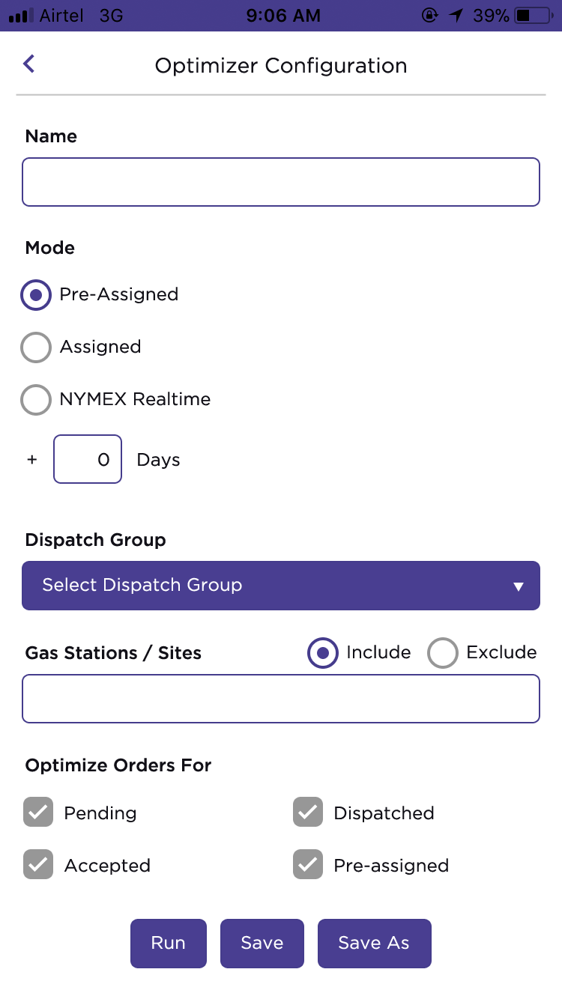 Airtel 3G 9:06 AM 39%
Optimizer Configuration
Name
Mode
Pre-Assigned
Assigned
NYMEX Realtime
+ 0 Days
Dispatch Group
Select Dispatch Group
Gas Stations / Sites Include Exclude
Optimize Orders For
Pending Dispatched
Accepted Pre-assigned
Run Save Save As